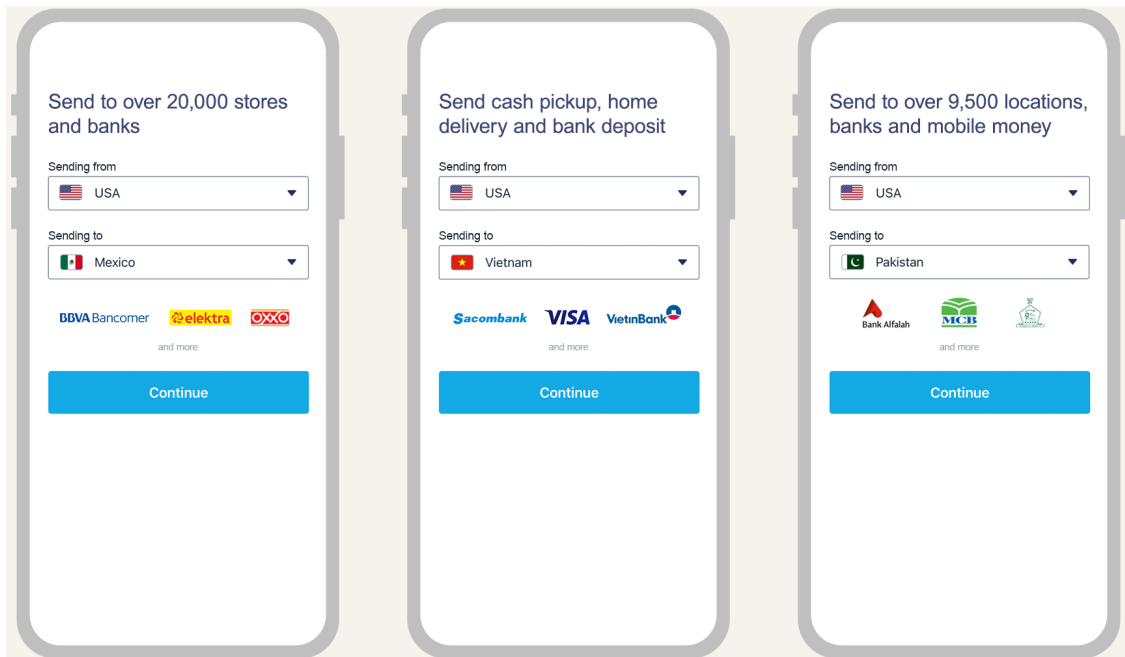 Send to over 20,000 stores
and banks
Sending from
USA
Sending to
Mexico
BBVA Bancomer
elektra
OXXO
and more
Continue
Send cash pickup, home
delivery and bank deposit
Sending from
USA
Sending to
Vietnam
Sacombank
VISA
VietinBank
and more
Continue
Send to over 9,500 locations,
banks and mobile money
Sending from
USA
Sending to
Pakistan
Bank Alfalah
MCB
and more
Continue